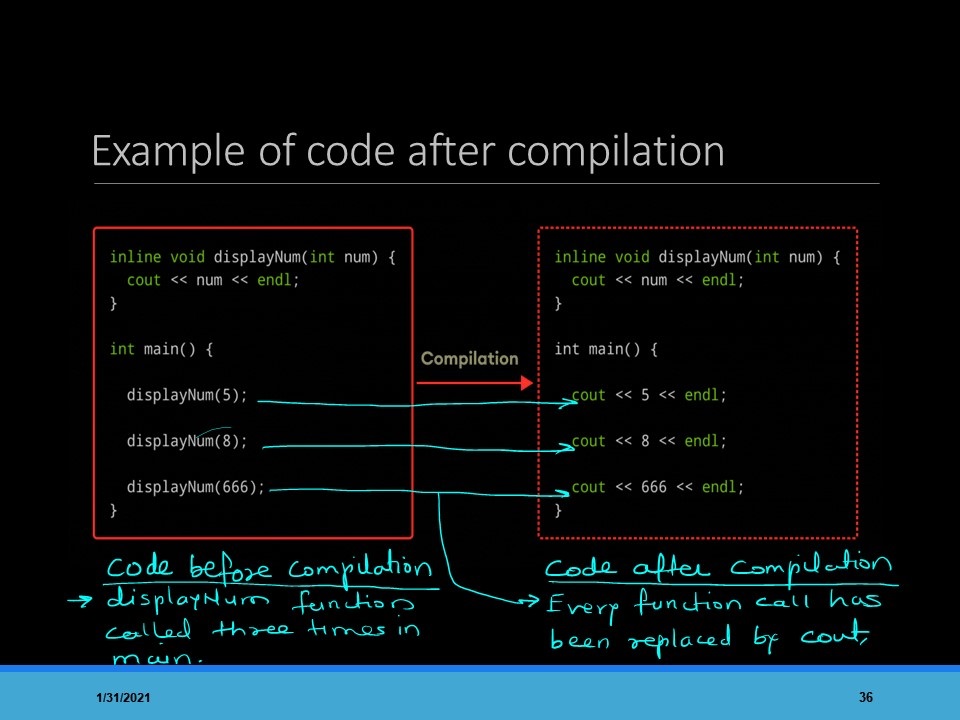 Example of code after compilation
inline void displayNum(int num) {
cout << num << endl;
}
int main() {
displayNum(5);
displayNum(8);
displayNum(666);
}
Compilation
inline void displayNum(int num) {
cout << num << endl;
}
int main() {
cout << 5 << endl;
cout << 8 << endl;
cout << 666 << endl;
}
code before compilation
→ displayNum function
called three times in
main.
code after compilation
→ Every function call has
been replaced by cout,
1/31/2021
36